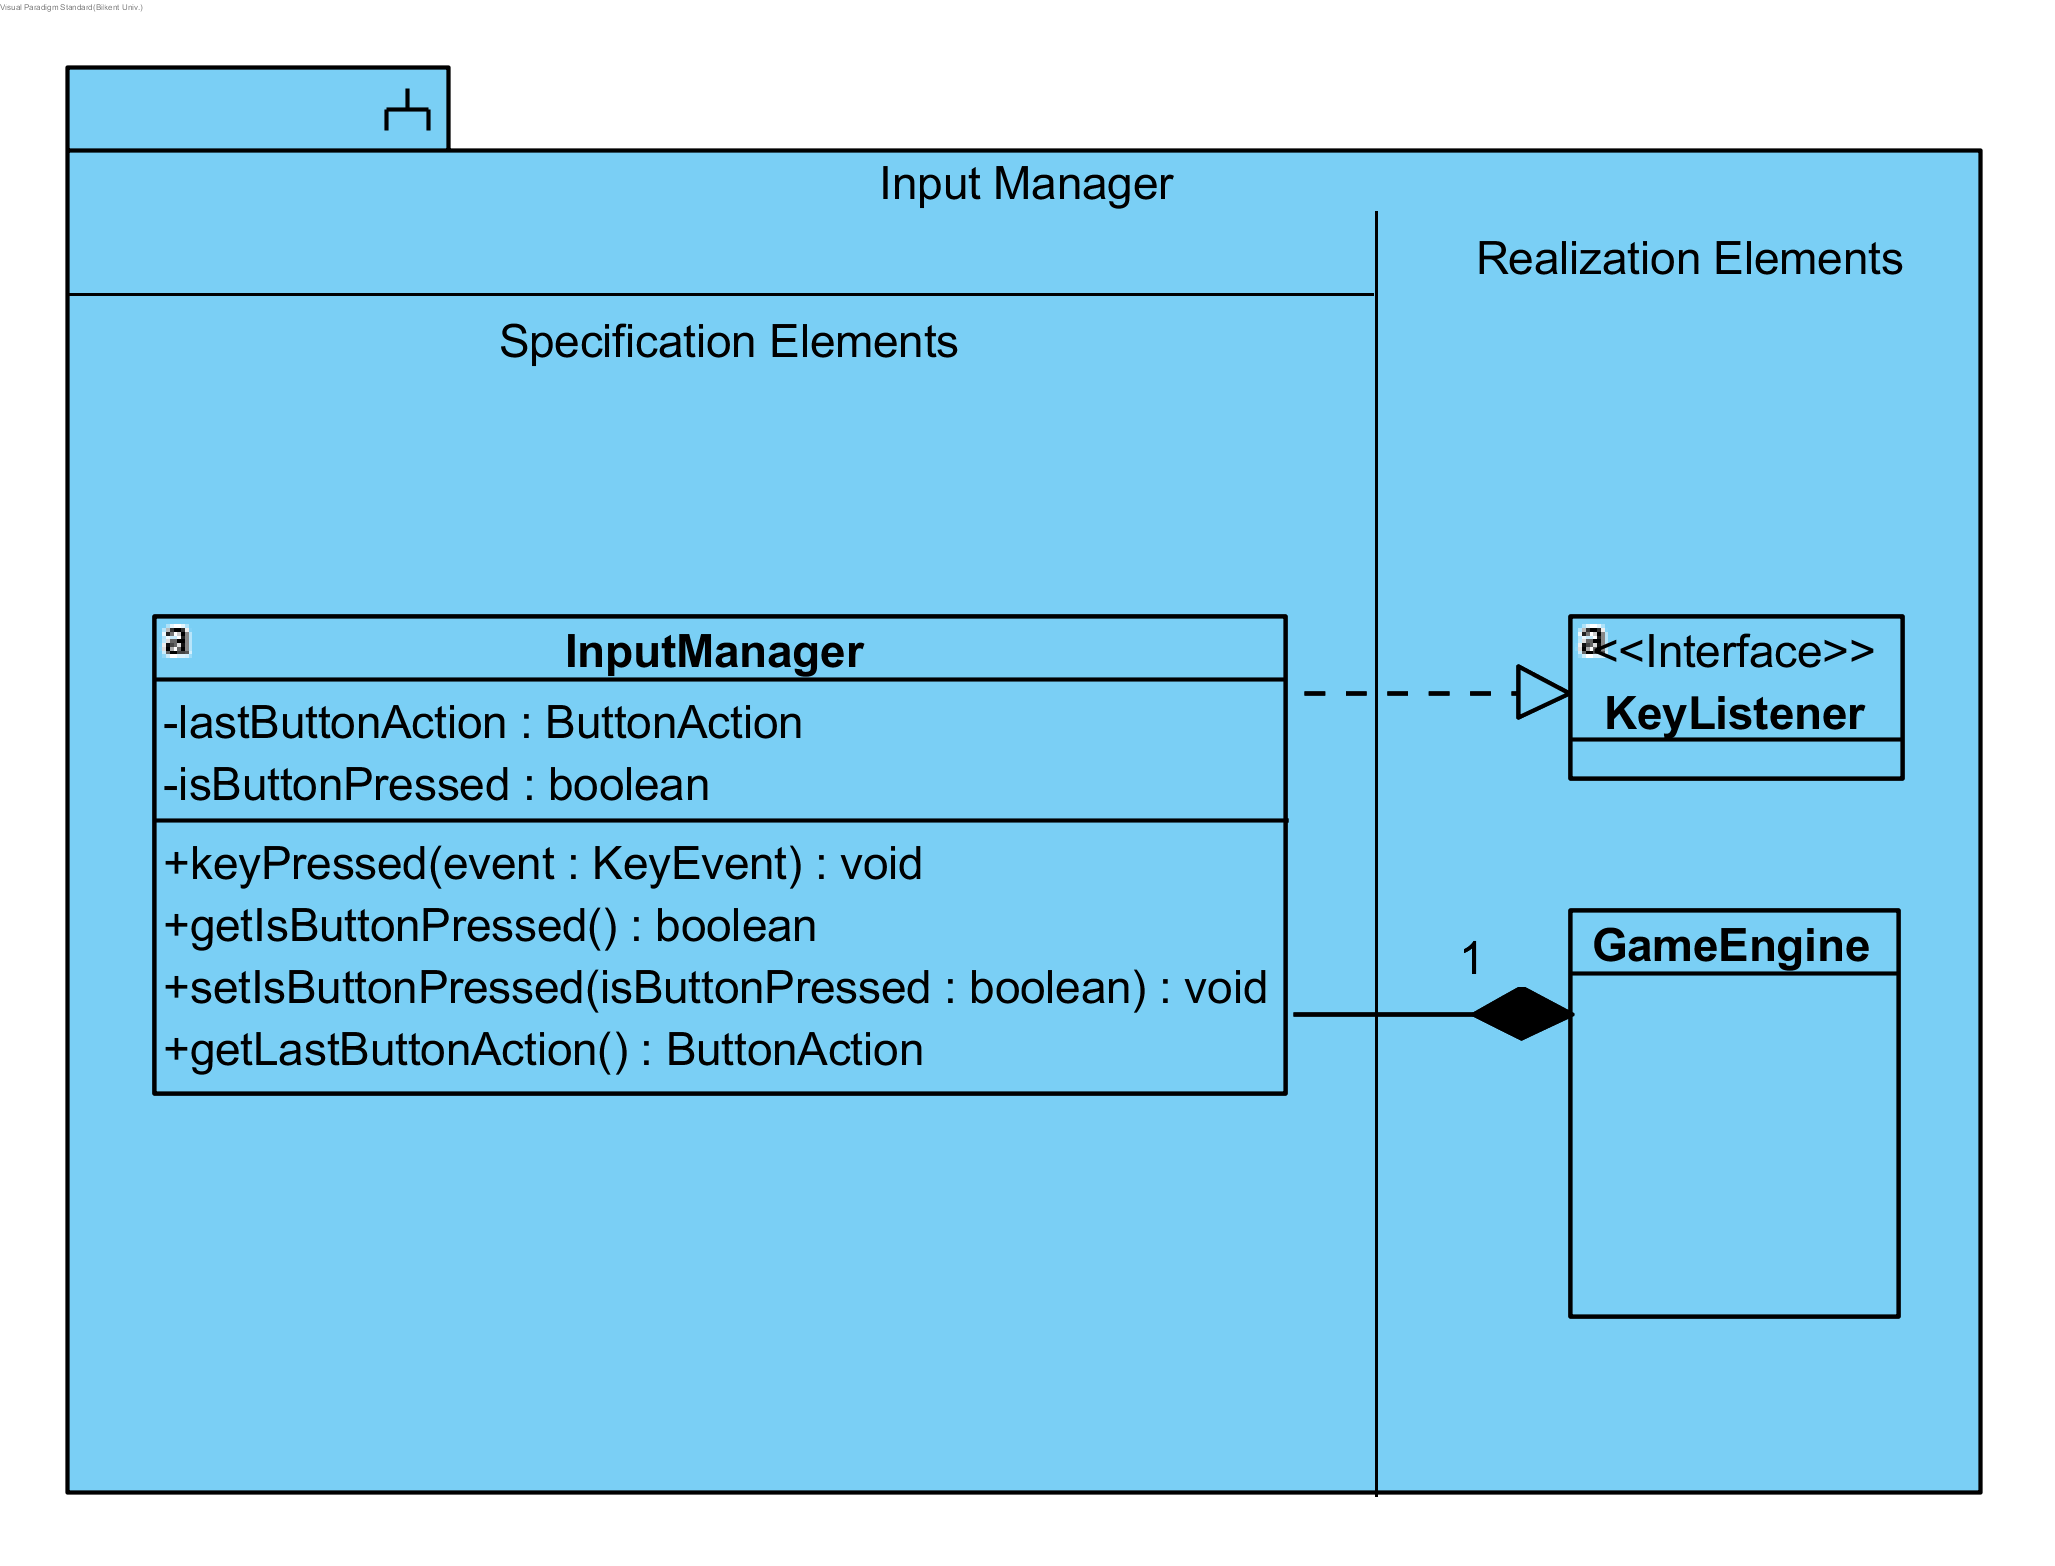 Visual Paradigm Standard(Bilkent Univ.)
Input Manager
Realization Elements
Specification Elements
a
InputManager
-lastButtonAction : ButtonAction
-isButtonPressed : boolean
+keyPressed(event : KeyEvent) : void
+getIsButtonPressed() : boolean
+setIsButtonPressed(isButtonPressed : boolean) : void
+getLastButtonAction() : ButtonAction
a
<<Interface>>
KeyListener
1
GameEngine